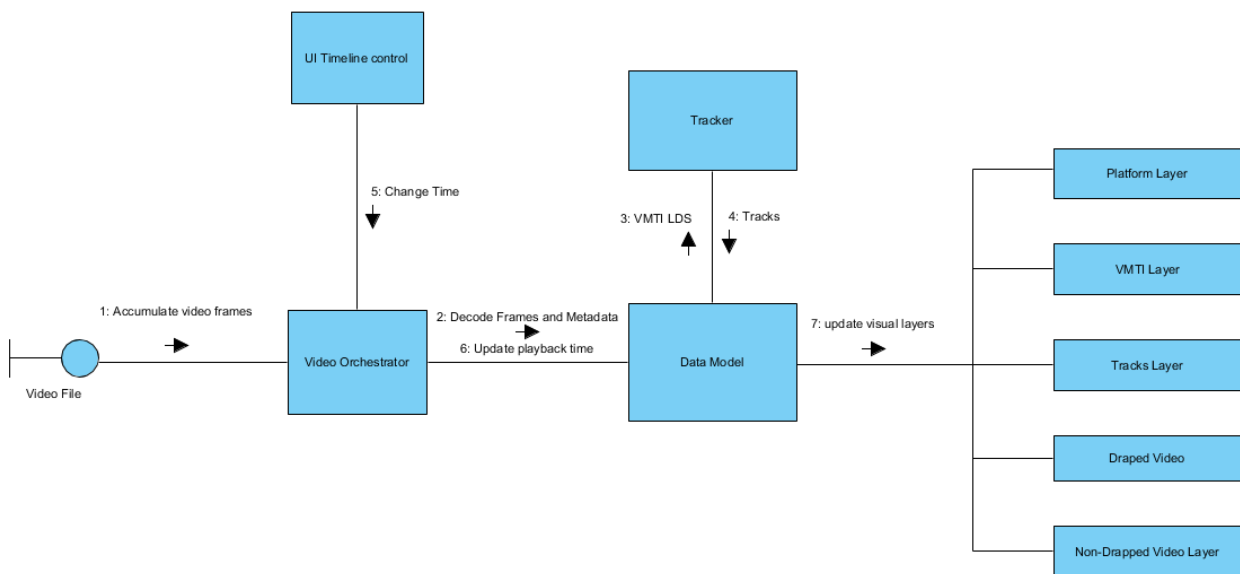 UI Timeline control
Tracker
Platform Layer
5: Change Time
3: VMTI LDS
4: Tracks
VMTI Layer
1: Accumulate video frames
2: Decode Frames and Metadata
7: update visual layers
6: Update playback time
Video Orchestrator
Data Model
Tracks Layer
Video File
Draped Video
Non-Drapped Video Layer